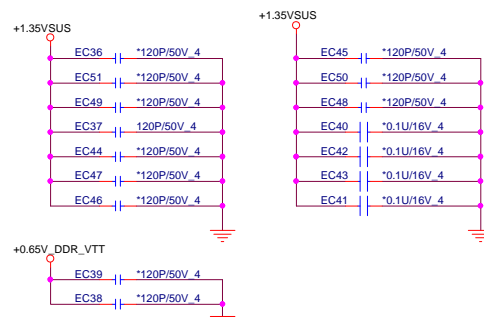 +1.35VSUS
EC36 *120P/50V_4
EC51 *120P/50V_4
EC49 *120P/50V_4
EC37 120P/50V_4
EC44 *120P/50V_4
EC47 *120P/50V_4
EC46 *120P/50V_4
+1.35VSUS
EC45 *120P/50V_4
EC50 *120P/50V_4
EC48 *120P/50V_4
EC40 *0.1U/16V_4
EC42 *0.1U/16V_4
EC43 *0.1U/16V_4
EC41 *0.1U/16V_4
+0.65V_DDR_VTT
EC39 *120P/50V_4
EC38 *120P/50V_4